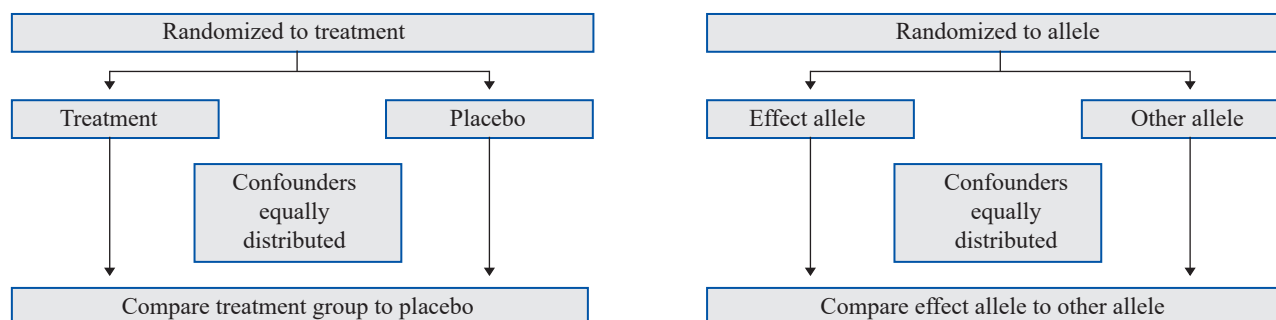 Randomized to treatment
Treatment
Placebo
Confounders
equally
distributed
Compare treatment group to placebo
Randomized to allele
Effect allele
Other allele
Confounders
equally
distributed
Compare effect allele to other allele